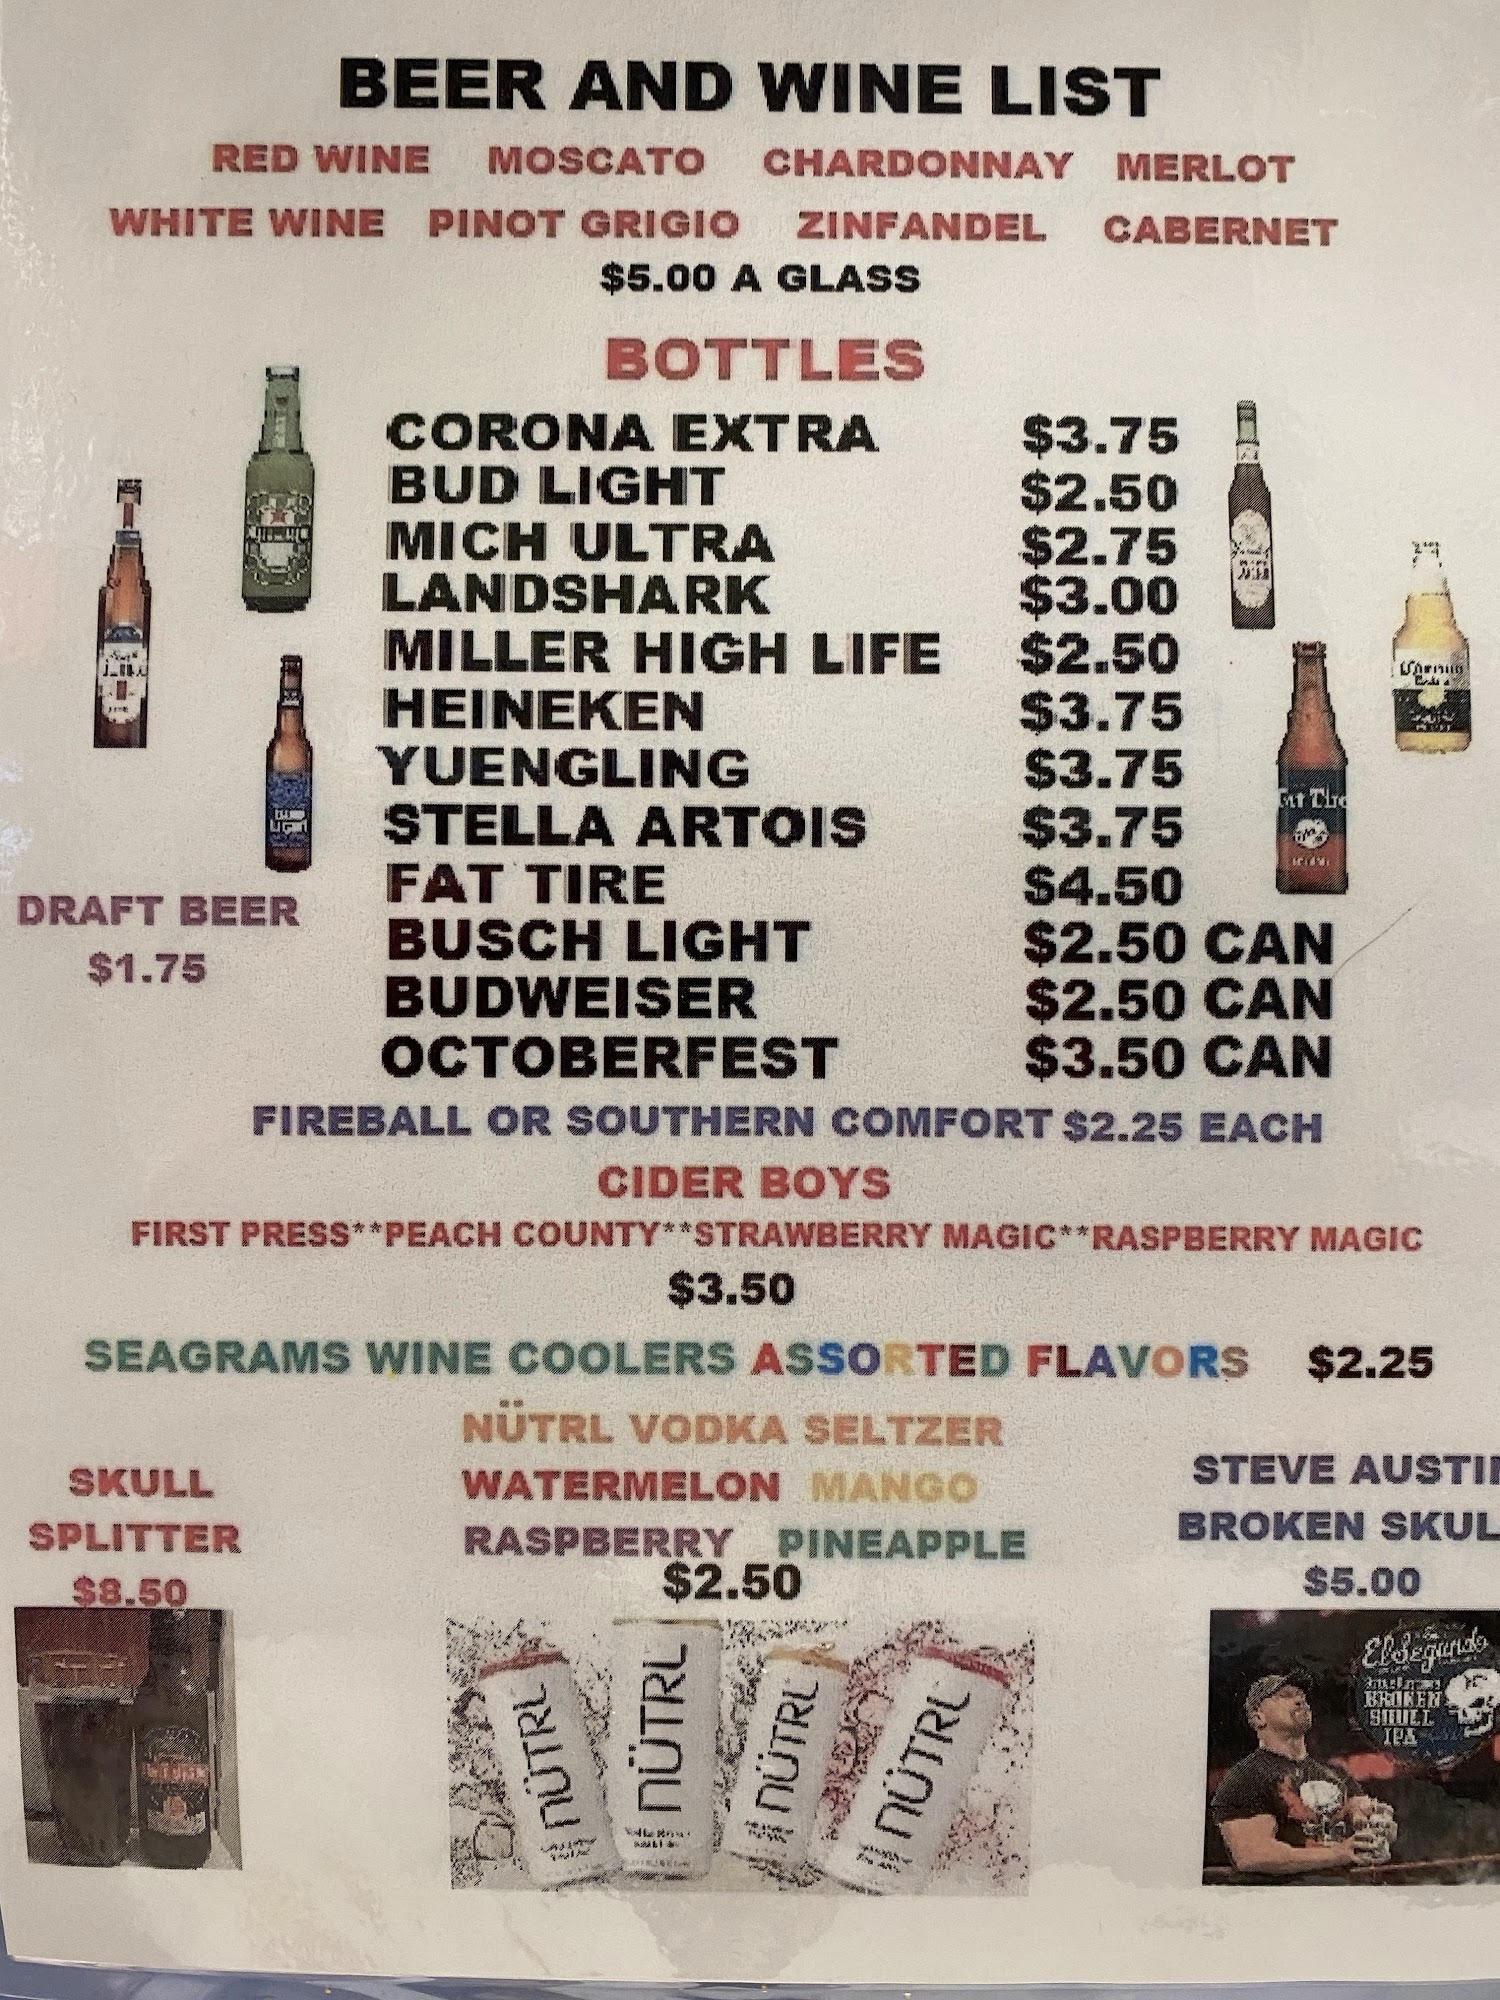 BEER AND WINE LIST
RED WINE MOSCATO CHARDONNAY MERLOT
WHITE WINE PINOT GRIGIO ZINFANDEL CABERNET
$5.00 A GLASS
BOTTLES
CORONA EXTRA $3.75
BUD LIGHT $2.50
MICH ULTRA $2.75
LANDSHARK $3.00
MILLER HIGH LIFE $2.50
HEINEKEN $3.75
YUENGLING $3.75
STELLA ARTOIS $3.75
FAT TIRE $4.50
BUSCH LIGHT $2.50 CAN
BUDWEISER $2.50 CAN
OCTOBERFEST $3.50 CAN
DRAFT BEER
$1.75
FIREBALL OR SOUTHERN COMFORT $2.25 EACH
CIDER BOYS
FIRST PRESS**PEACH COUNTY**STRAWBERRY MAGIC**RASPBERRY MAGIC
$3.50
SEAGRAMS WINE COOLERS ASSORTED FLAVORS $2.25
NÜTRL VODKA SELTZER
WATERMELON MANGO
RASPBERRY PINEAPPLE
$2.50
SKULL
SPLITTER
$8.50
STEVE AUSTIN
BROKEN SKUL
$5.00
NÜTRL
NÜTRL
NÜTRL
NÜTRL
El Segundo
BROKEN
SKULL
IPA